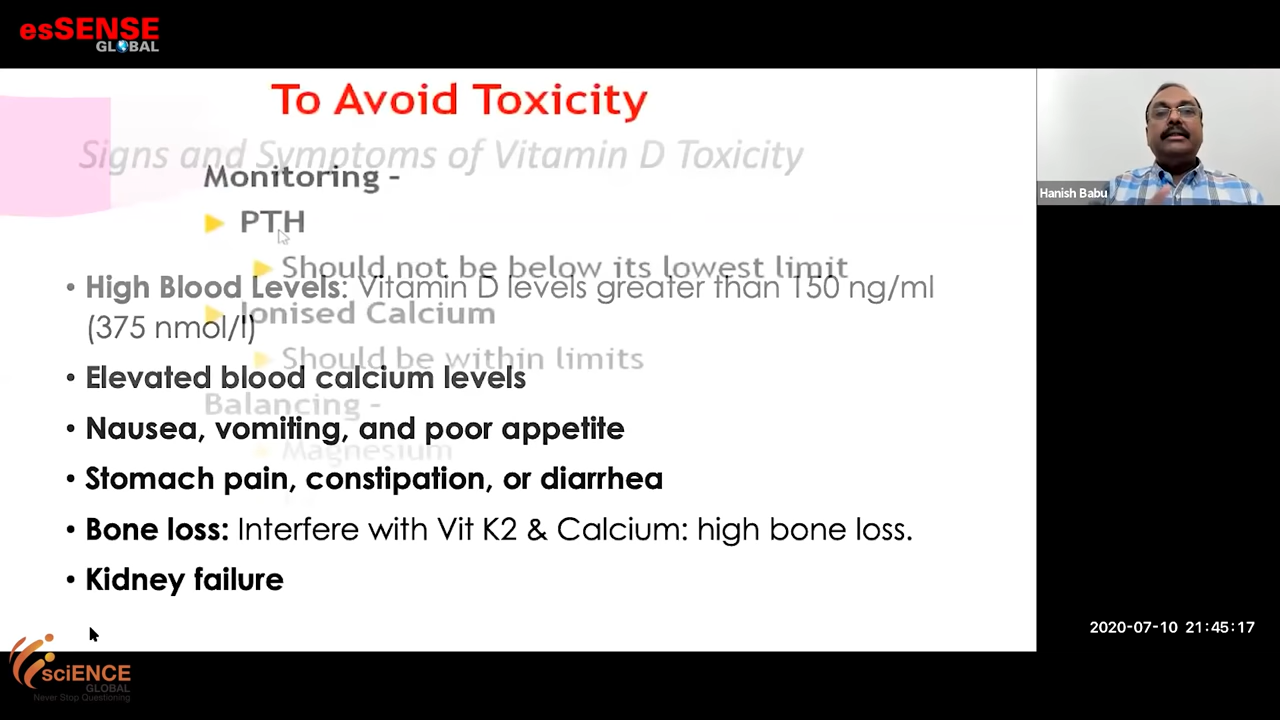 esSENSE
GLOBAL
To Avoid Toxicity
Signs and Symptoms of Vitamin D Toxicity
Monitoring -
PTH
Should not be below its lowest limit
• High Blood Levels: Vitamin D levels greater than 150 ng/ml
(375 nmol/l)
Ionised Calcium
Should be within limits
• Elevated blood calcium levels
Balancing -
• Nausea, vomiting, and poor appetite
Magnesium
• Stomach pain, constipation, or diarrhea
• Bone loss: Interfere with Vit K2 & Calcium: high bone loss.
• Kidney failure
Hanish Babu
2020-07-10 21:45:17
sciENCE
GLOBAL
Never Stop Questioning